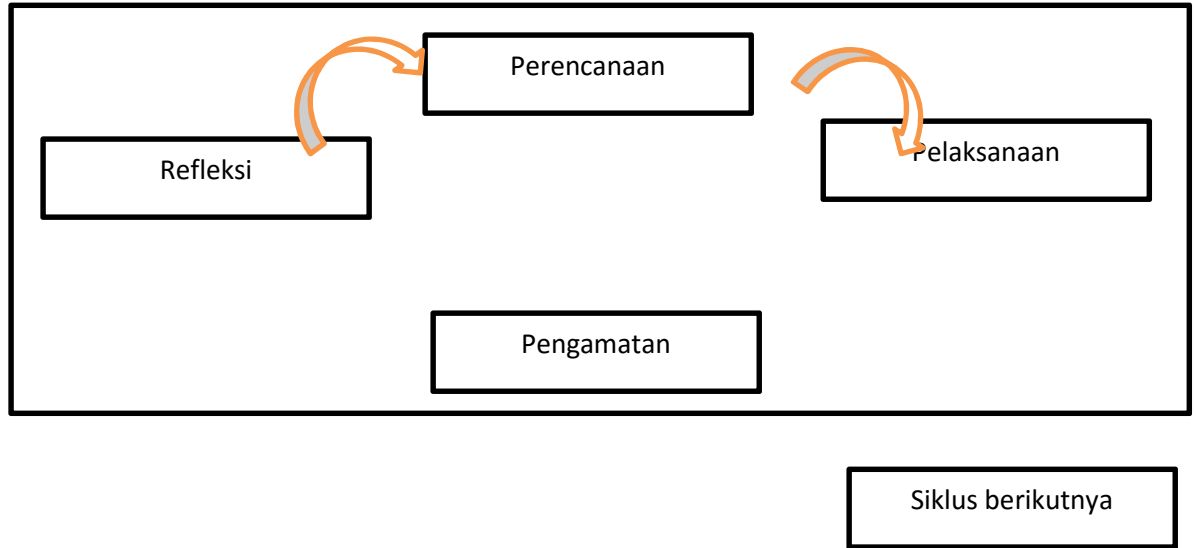 Perencanaan
Refleksi
Pelaksanaan
Pengamatan
Siklus berikutnya